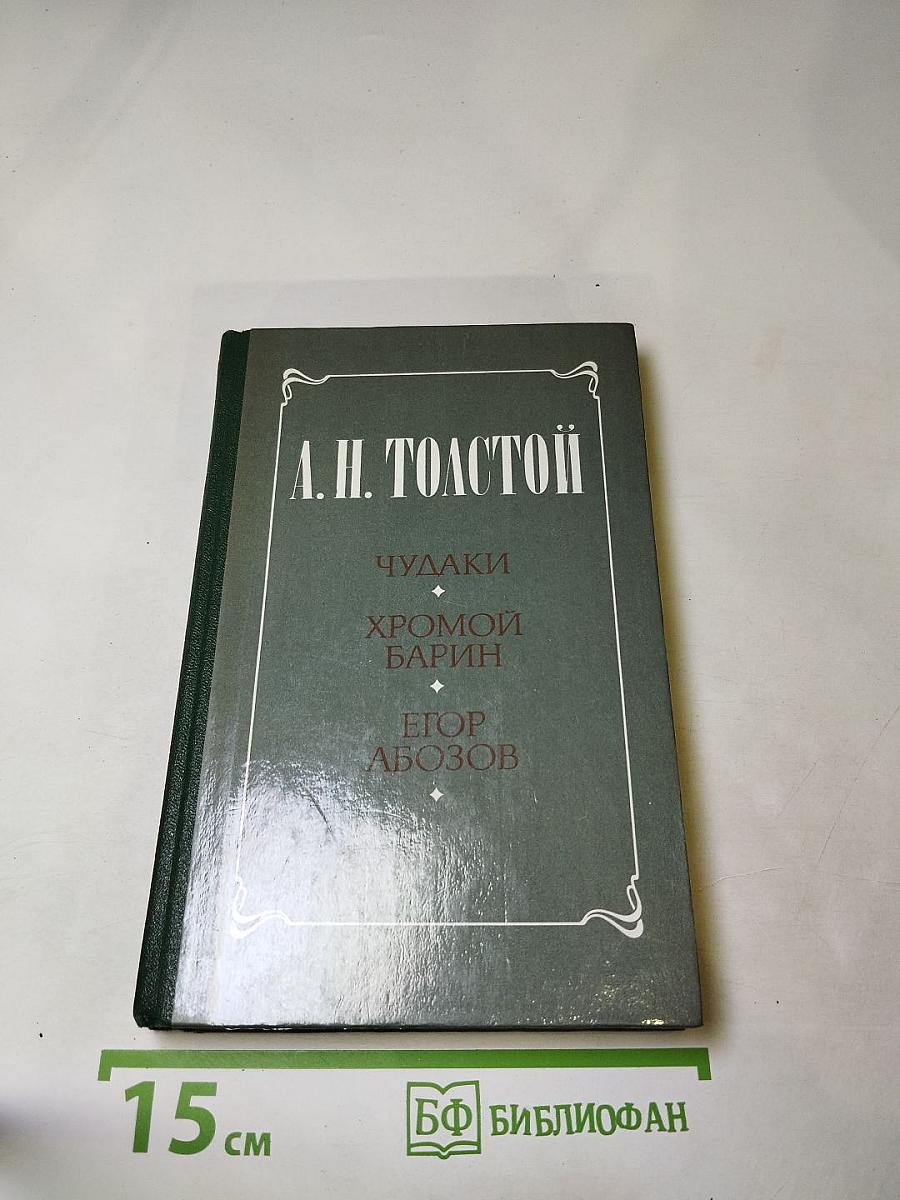 А. Н. ТОЛСТОЙ
ЧУДАКИ
ХРОМОЙ
БАРИН
ЕГОР
АБОЗОВ
15 см
БФ БИБЛИОФАН